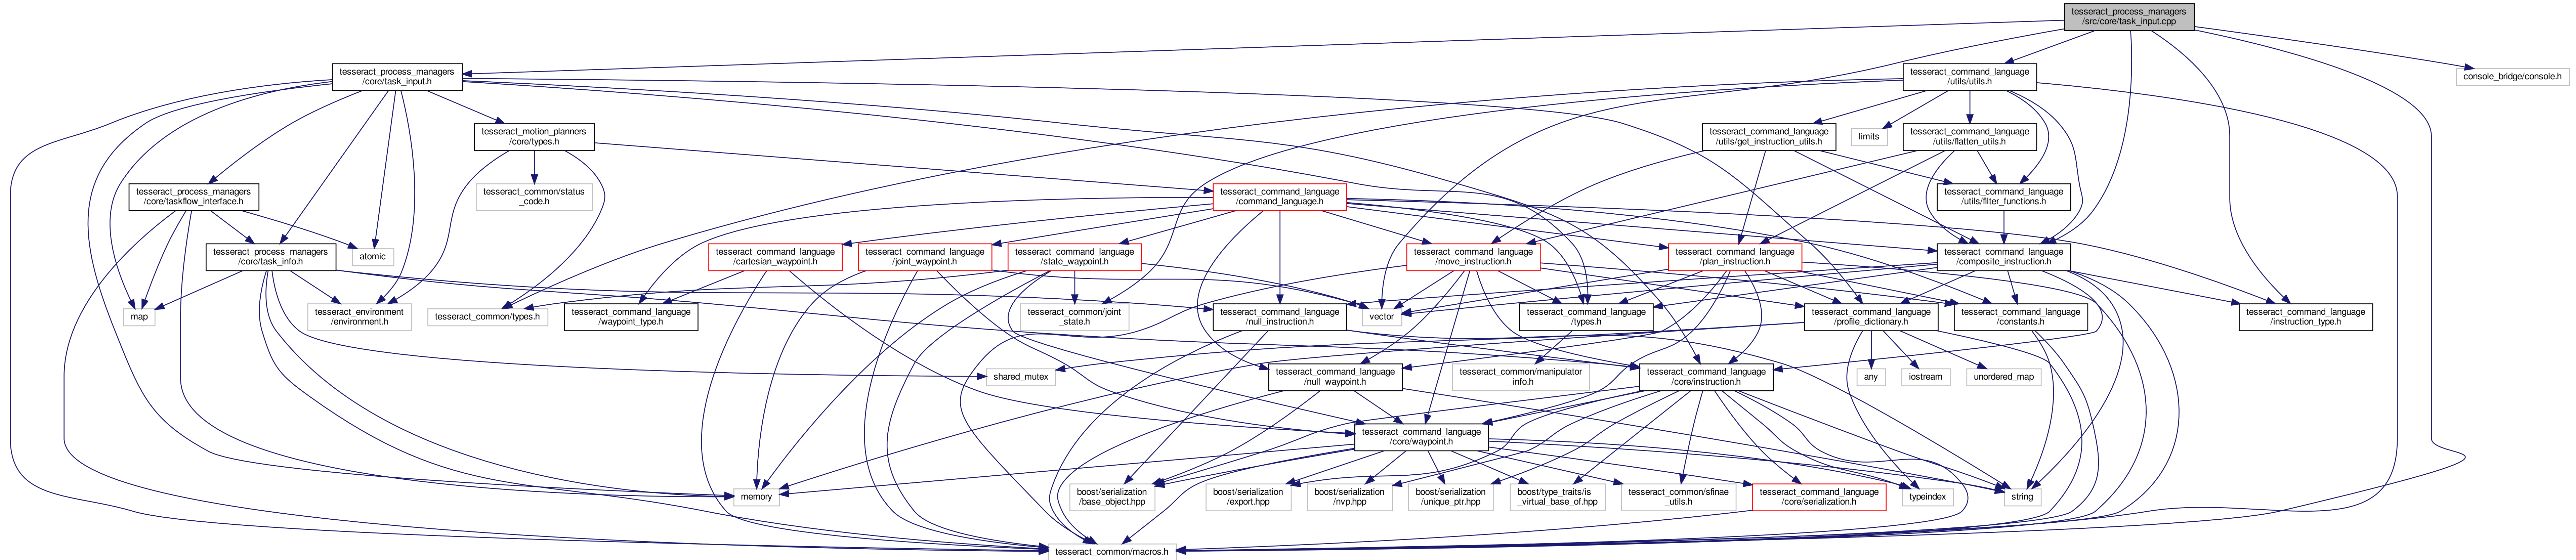 tesseract_process_managers
/src/core/task_input.cpp
tesseract_process_managers
/core/task_input.h
tesseract_command_language
/utils/utils.h
console_bridge/console.h
tesseract_motion_planners
/core/types.h
tesseract_command_language
/utils/get_instruction_utils.h
limits
tesseract_command_language
/utils/flatten_utils.h
tesseract_process_managers
/core/taskflow_interface.h
tesseract_common/status
_code.h
tesseract_command_language
/command_language.h
tesseract_command_language
/utils/filter_functions.h
tesseract_process_managers
/core/task_info.h
atomic
tesseract_command_language
/cartesian_waypoint.h
tesseract_command_language
/joint_waypoint.h
tesseract_command_language
/state_waypoint.h
tesseract_command_language
/move_instruction.h
tesseract_command_language
/plan_instruction.h
tesseract_command_language
/composite_instruction.h
map
tesseract_environment
/environment.h
tesseract_common/types.h
tesseract_command_language
/waypoint_type.h
tesseract_common/joint
_state.h
tesseract_command_language
/null_instruction.h
vector
tesseract_command_language
/types.h
tesseract_command_language
/profile_dictionary.h
tesseract_command_language
/constants.h
tesseract_command_language
/instruction_type.h
shared_mutex
tesseract_command_language
/null_waypoint.h
tesseract_common/manipulator
_info.h
tesseract_command_language
/core/instruction.h
any
iostream
unordered_map
tesseract_command_language
/core/waypoint.h
memory
boost/serialization
/base_object.hpp
boost/serialization
/export.hpp
boost/serialization
/nvp.hpp
boost/serialization
/unique_ptr.hpp
boost/type_traits/is
_virtual_base_of.hpp
tesseract_common/sfinae
_utils.h
tesseract_command_language
/core/serialization.h
typeindex
string
tesseract_common/macros.h